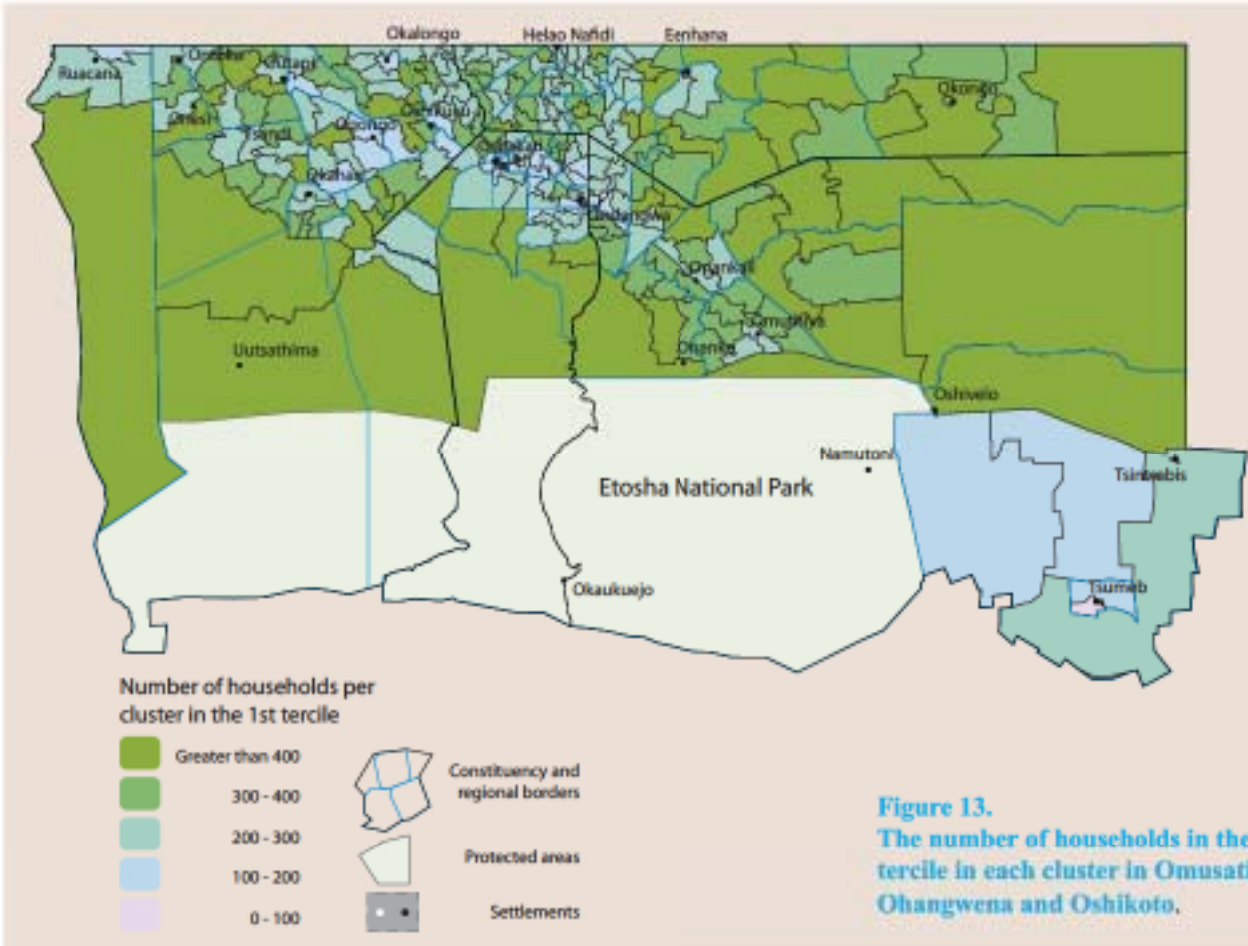 Okalongo
Helao Nafidi
Eenhana
Ruacana
Okongo
Tsandi
Onankali
Uutsathima
Oshivelo
Namutoni
Tsintsebis
Etosha National Park
Tsumeb
Okaukuejo
Number of households per
cluster in the 1st tercile
Greater than 400
300 - 400
200 - 300
100 - 200
0 - 100
Constituency and
regional borders
Protected areas
Settlements
Figure 13.
The number of households in the
tercile in each cluster in Omusati
Ohangwena and Oshikoto.